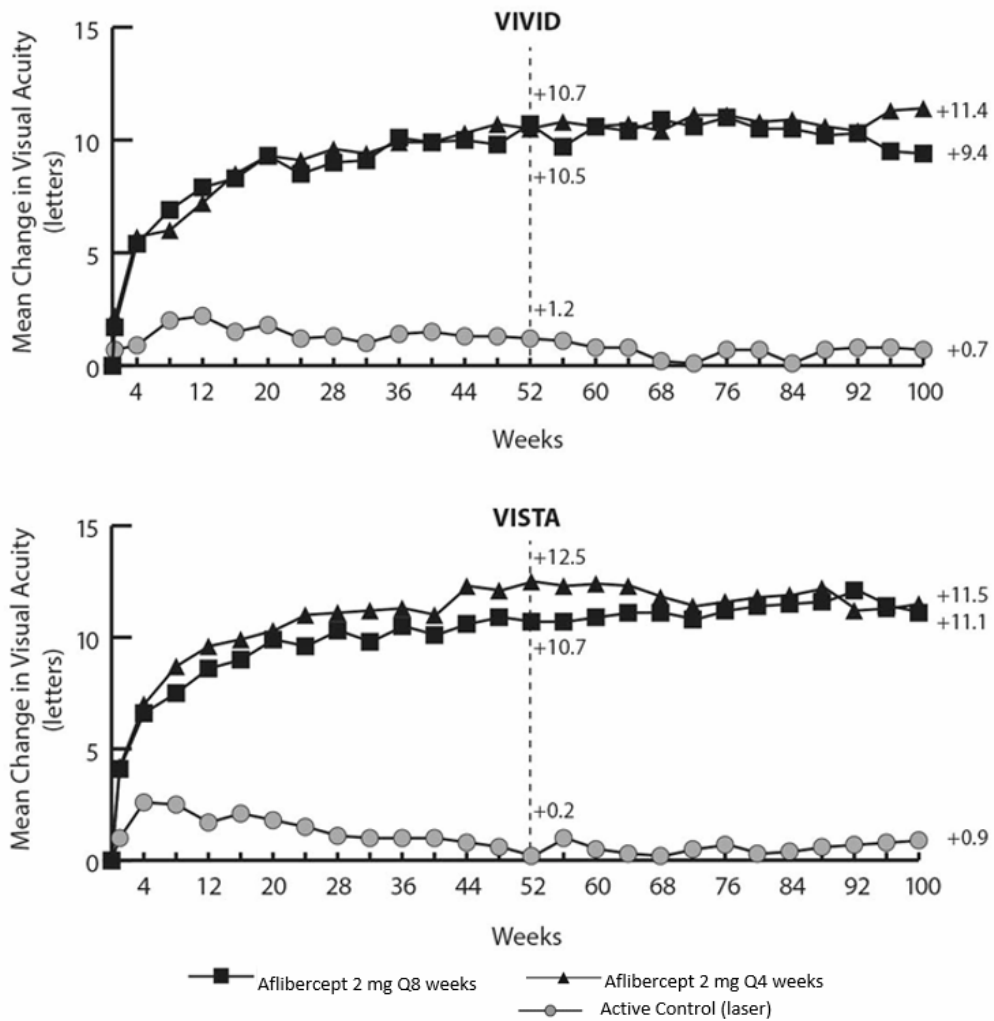 VIVID
15
10
5
0
Mean Change in Visual Acuity
(letters)
+10.7
+10.5
+1.2
+11.4
+9.4
+0.7
4 12 20 28 36 44 52 60 68 76 84 92 100
Weeks
VISTA
15
10
5
0
Mean Change in Visual Acuity
(letters)
+12.5
+10.7
+0.2
+11.5
+11.1
+0.9
4 12 20 28 36 44 52 60 68 76 84 92 100
Weeks
Aflibercept 2 mg Q8 weeks
Aflibercept 2 mg Q4 weeks
Active Control (laser)